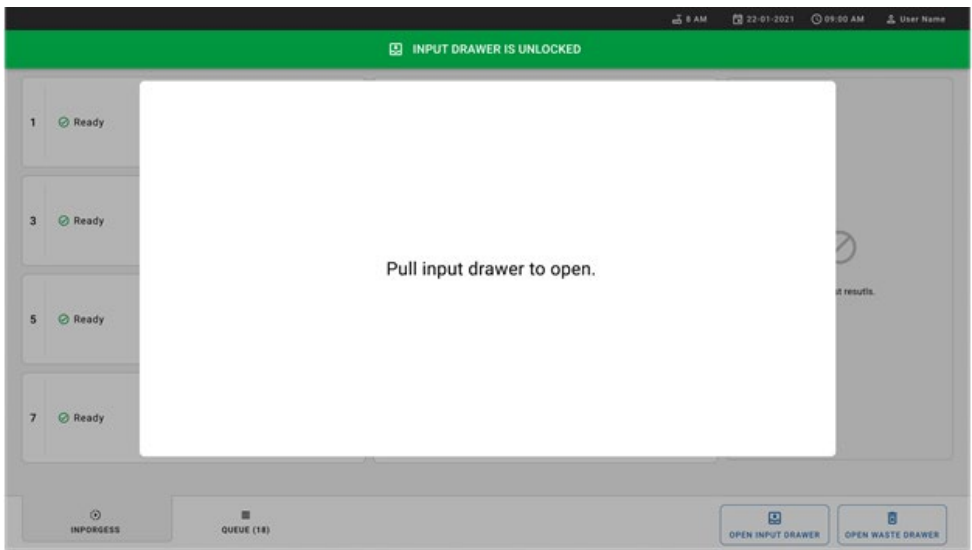 8 AM 22-01-2021 09:00 AM User Name
INPUT DRAWER IS UNLOCKED
1 Ready
3 Ready
Pull input drawer to open.
resutls.
5 Ready
7 Ready
INPORGESS QUEUE (18) OPEN INPUT DRAWER OPEN WASTE DRAWER